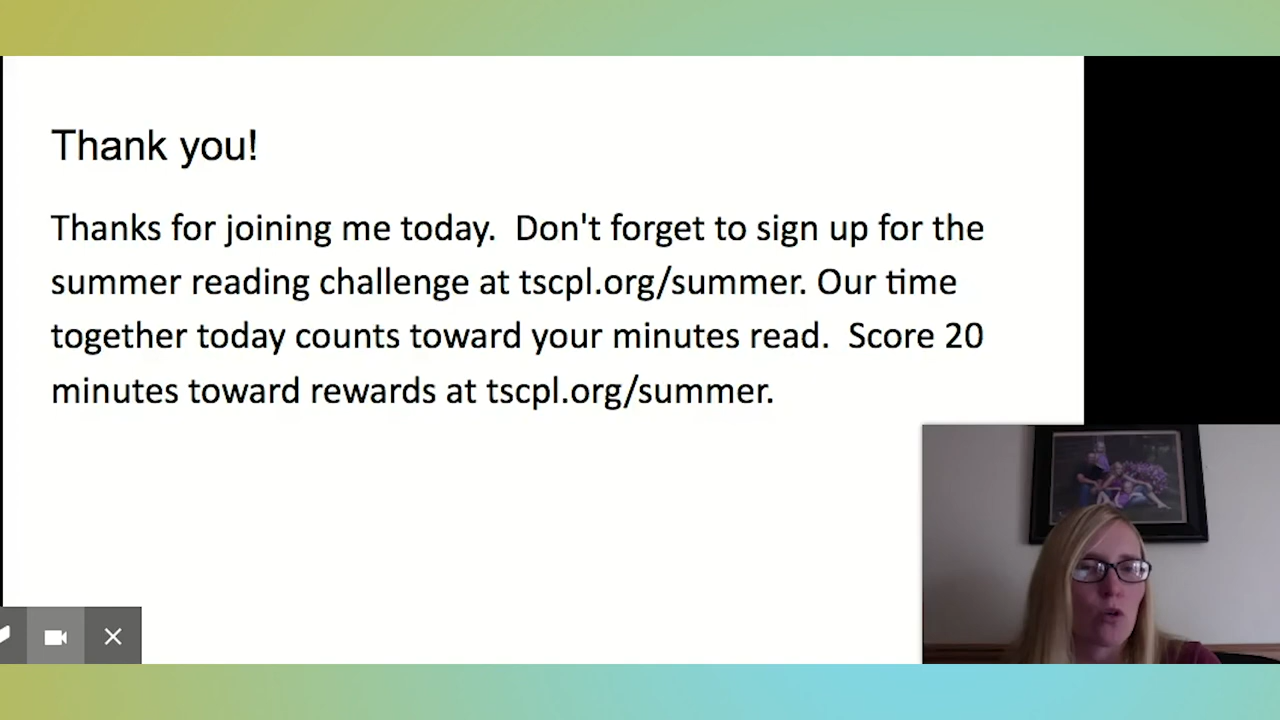 Thank you!
Thanks for joining me today.  Don't forget to sign up for the
summer reading challenge at tscpl.org/summer. Our time
together today counts toward your minutes read.  Score 20
minutes toward rewards at tscpl.org/summer.